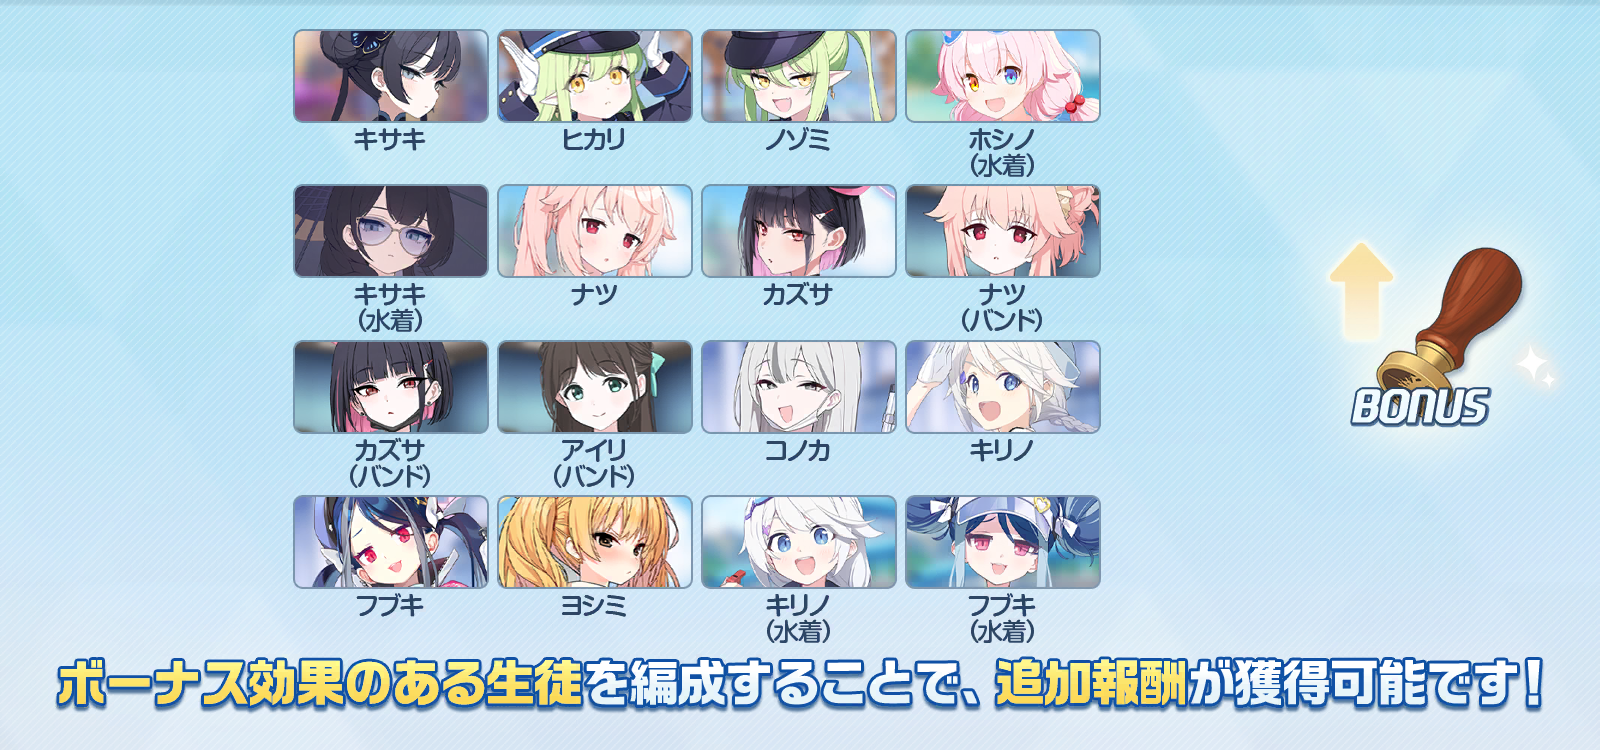 キサキ
ヒカリ
ノゾミ
ホシノ
（水着）
キサキ
（水着）
ナツ
カズサ
ナツ
（バンド）
カズサ
（バンド）
アイリ
（バンド）
コノカ
キリノ
フブキ
ヨシミ
キリノ
（水着）
フブキ
（水着）
BONUS
ボーナス効果のある生徒を編成することで、追加報酬が獲得可能です！